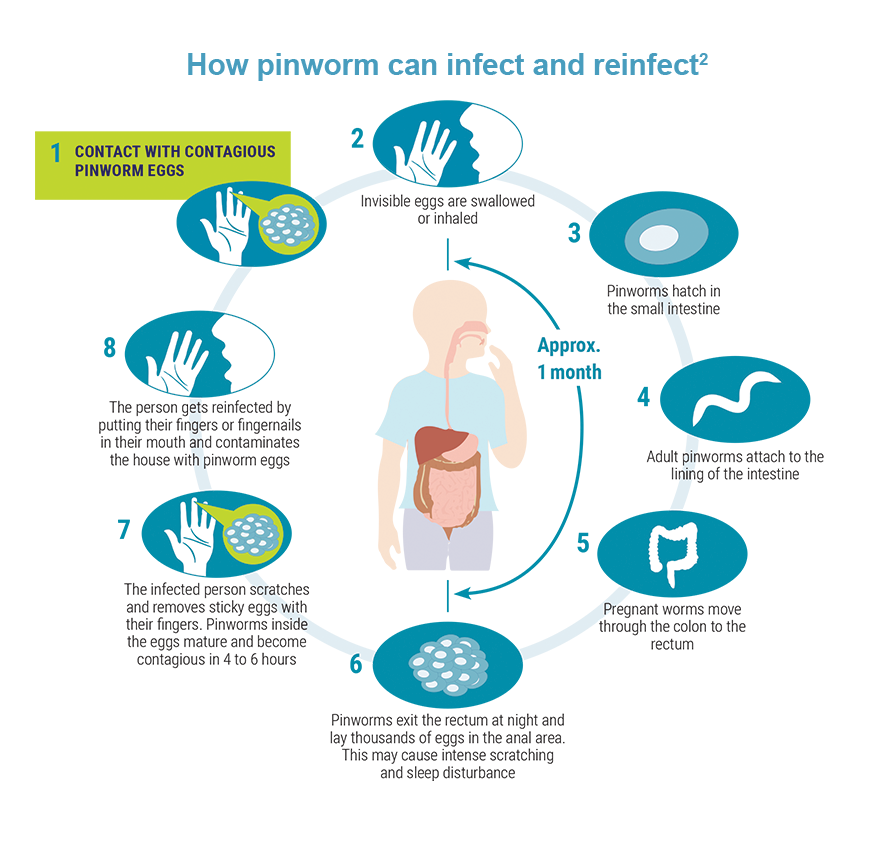 How pinworm can infect and reinfect²
1 CONTACT WITH CONTAGIOUS
PINWORM EGGS
2
Invisible eggs are swallowed
or inhaled
3
Pinworms hatch in
the small intestine
4
Adult pinworms attach to the
lining of the intestine
5
Pregnant worms move
through the colon to the
rectum
6
Pinworms exit the rectum at night and
lay thousands of eggs in the anal area.
This may cause intense scratching
and sleep disturbance
7
The infected person scratches
and removes sticky eggs with
their fingers. Pinworms inside
the eggs mature and become
contagious in 4 to 6 hours
8
The person gets reinfected by
putting their fingers or fingernails
in their mouth and contaminates
the house with pinworm eggs
Approx.
1 month